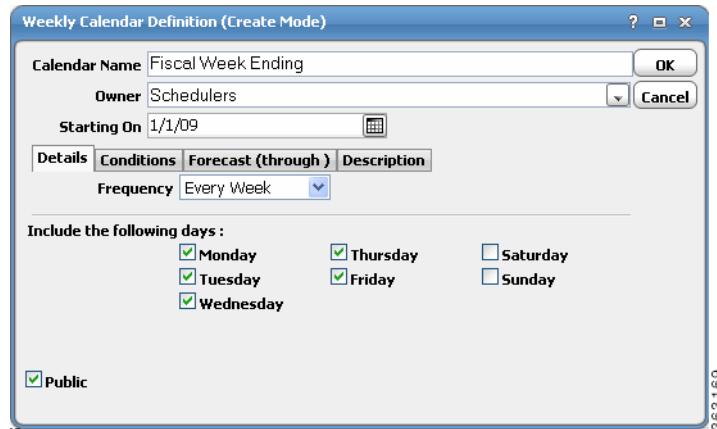 Weekly Calendar Definition (Create Mode) ?
Calendar Name Fiscal Week Ending OK
Owner Schedulers Cancel
Starting On 1/1/09
Details Conditions Forecast (through ) Description
Frequency Every Week
Include the following days :
Monday Thursday Saturday
Tuesday Friday Sunday
Wednesday
Public